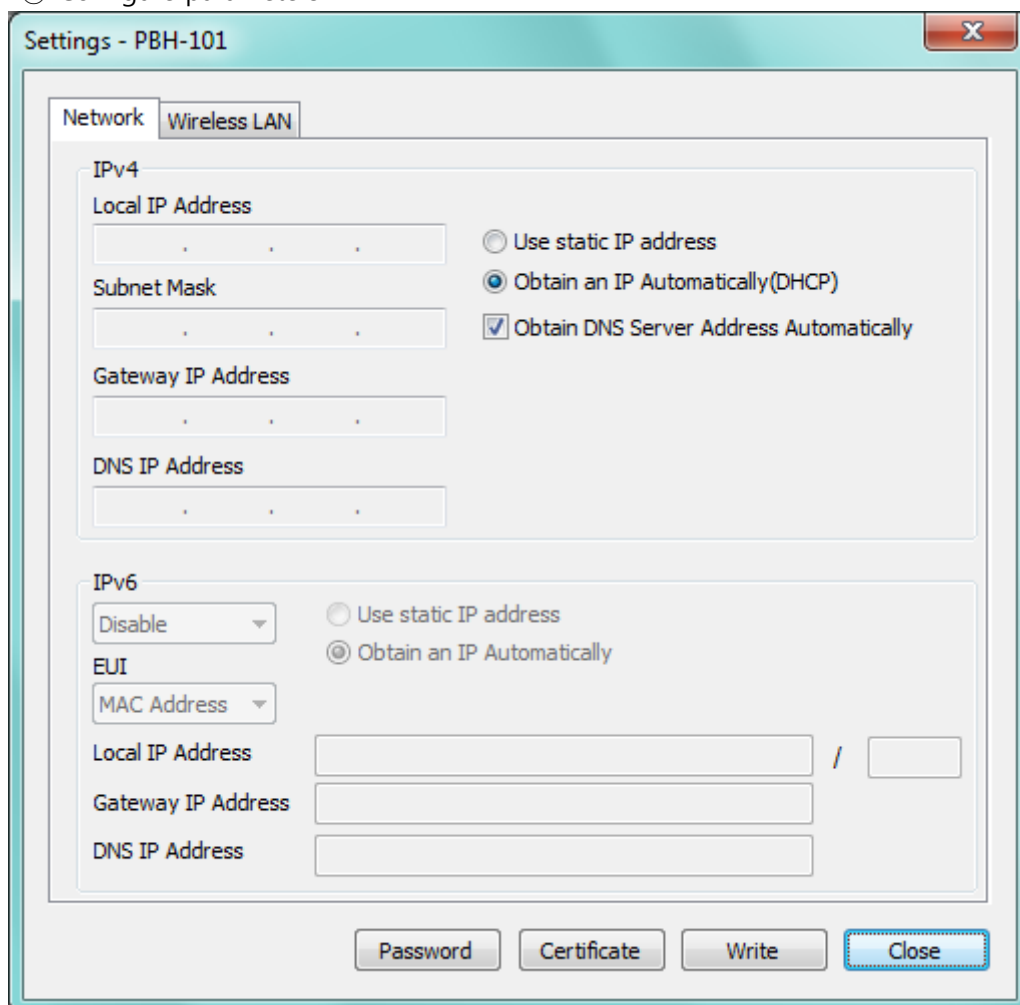 Settings - PBH-101
Network Wireless LAN
IPv4
Local IP Address
. . .
Use static IP address
Obtain an IP Automatically(DHCP)
Subnet Mask
. . .
Obtain DNS Server Address Automatically
Gateway IP Address
. . .
DNS IP Address
. . .
IPv6
Disable
Use static IP address
Obtain an IP Automatically
EUI
MAC Address
Local IP Address /
Gateway IP Address
DNS IP Address
Password Certificate Write Close